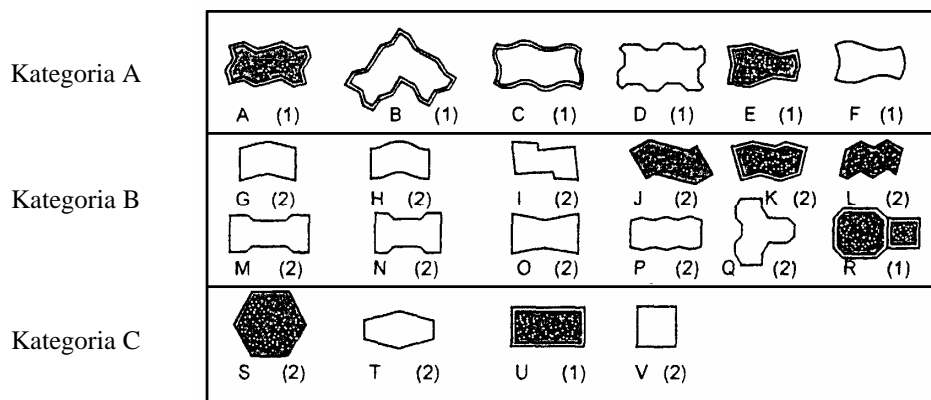 Kategoria A
A (1) B (1) C (1) D (1) E (1) F (1)
Kategoria B
G (2) H (2) I (2) J (2) K (2) L (2)
M (2) N (2) O (2) P (2) Q (2) R (1)
Kategoria C
S (2) T (2) U (1) V (2)